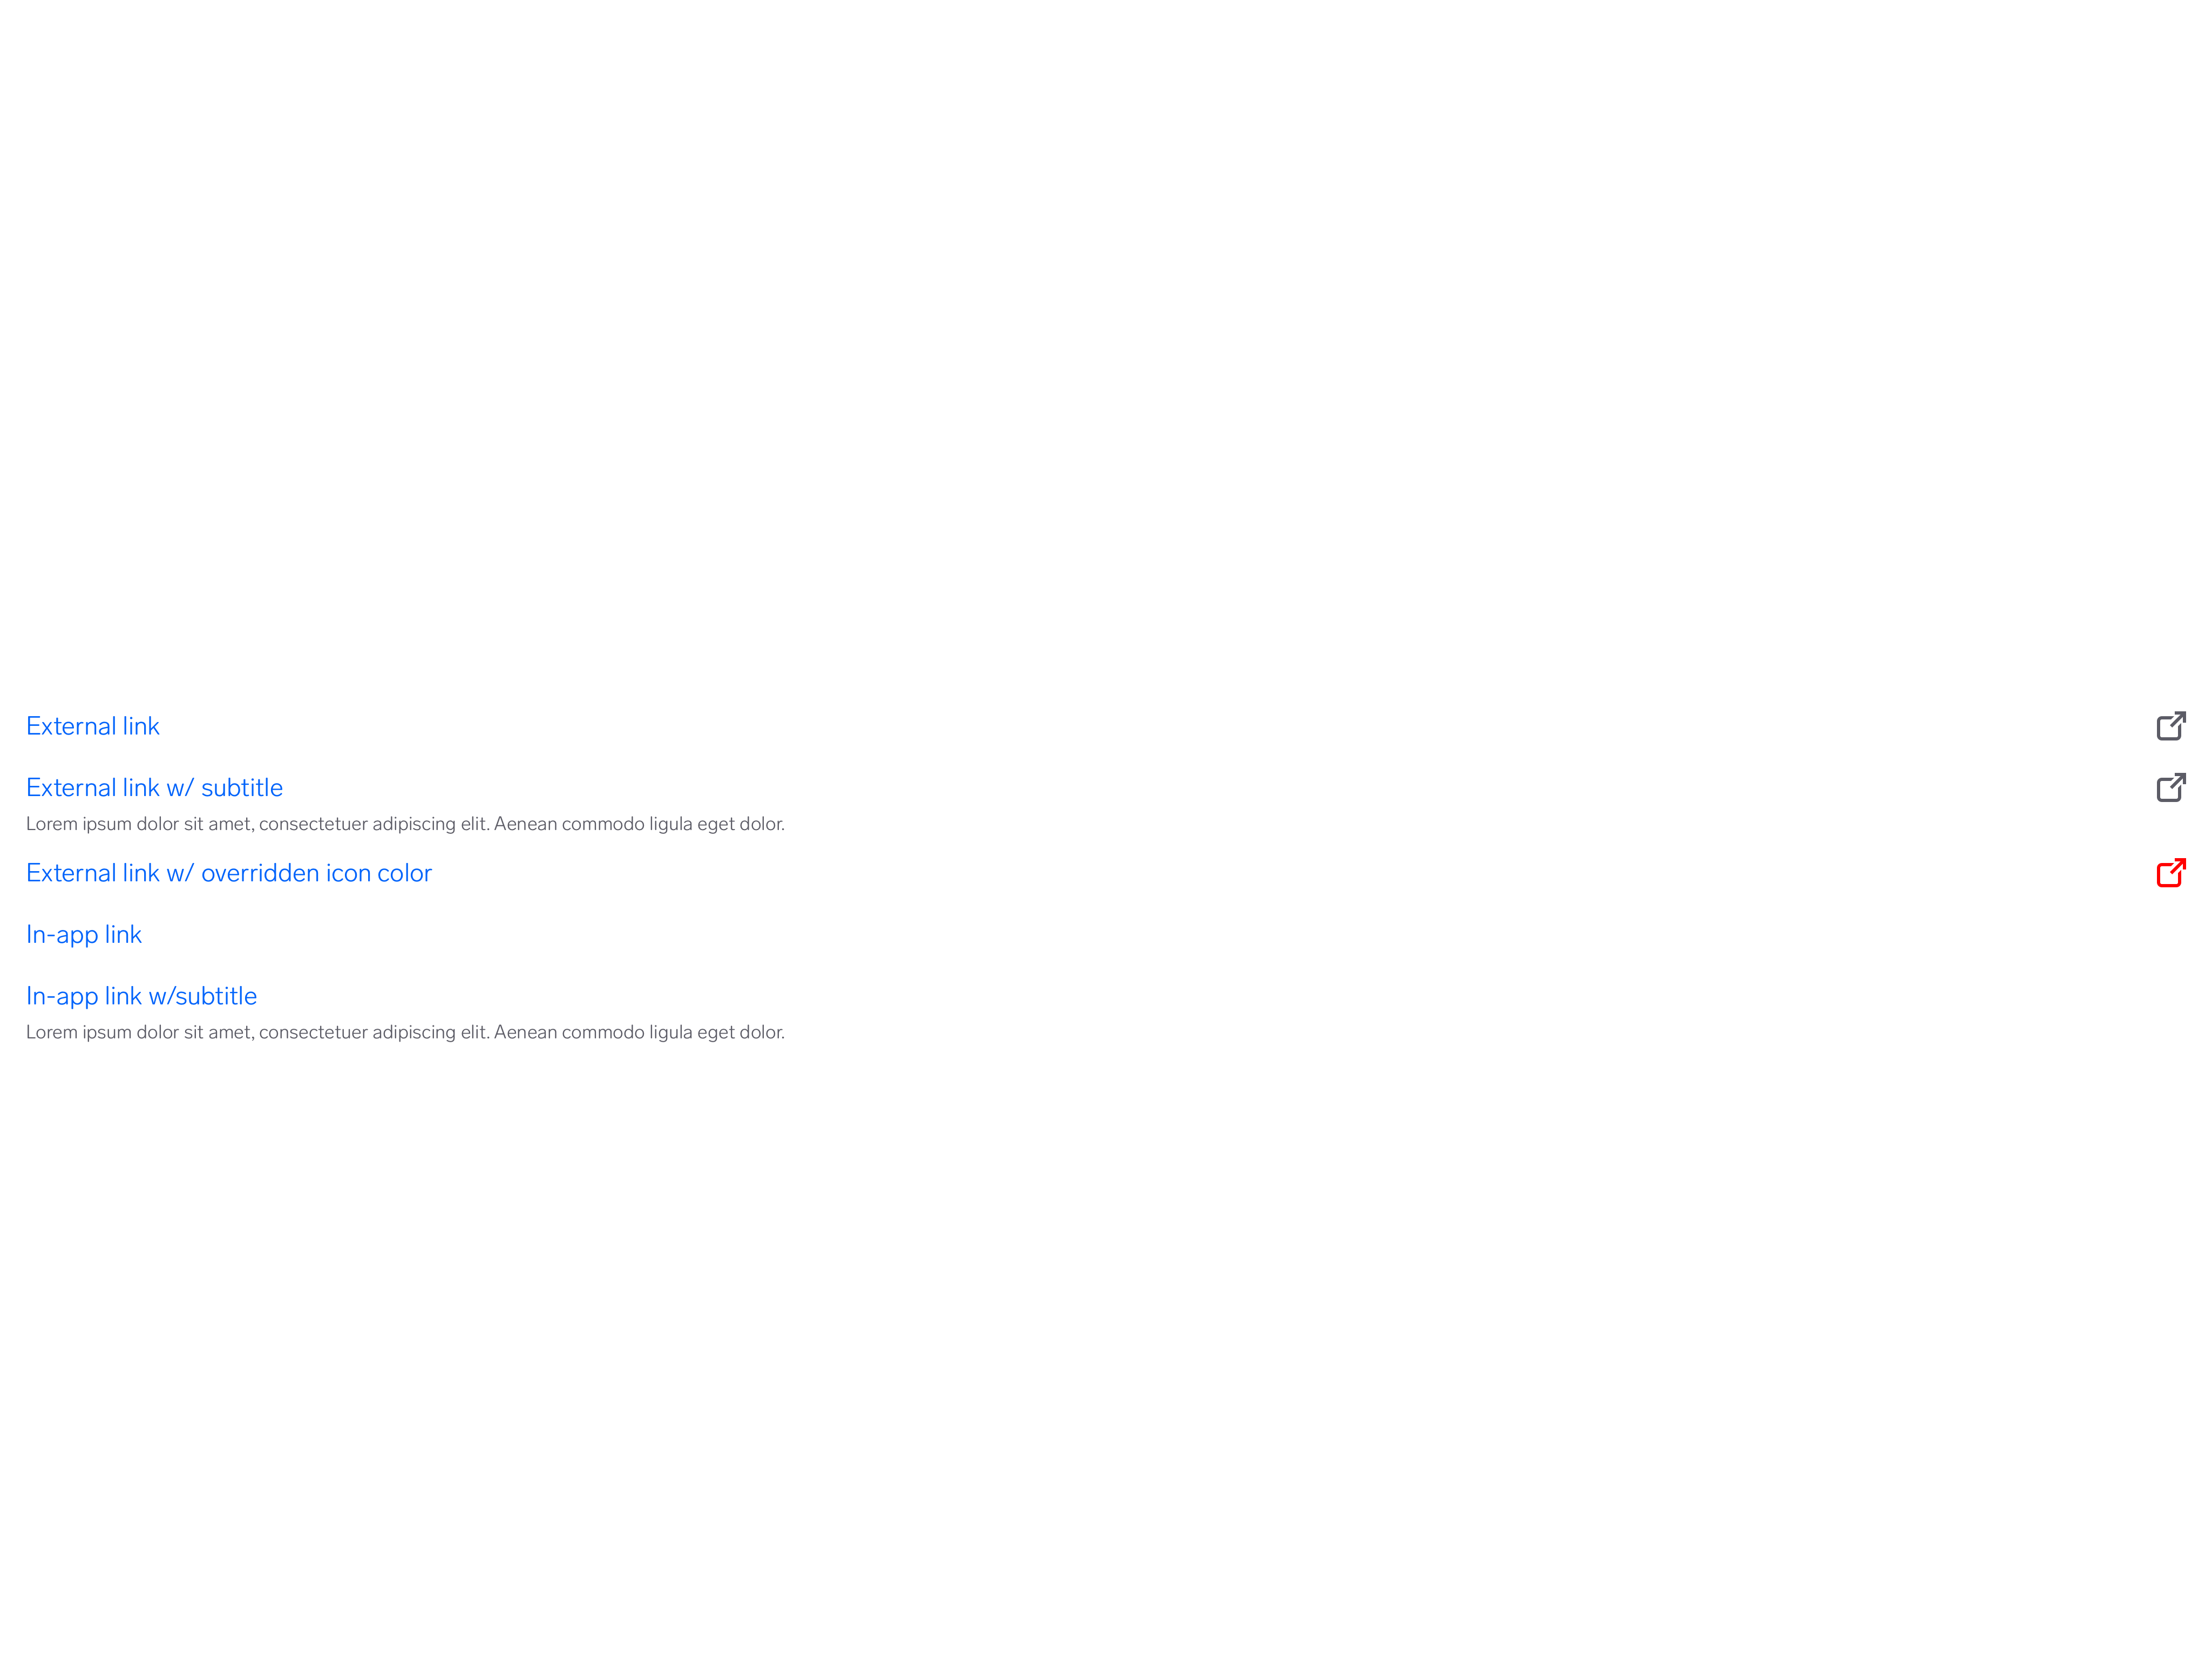 External link
External link w/ subtitle
Lorem ipsum dolor sit amet, consectetuer adipiscing elit. Aenean commodo ligula eget dolor.
External link w/ overridden icon color
In-app link
In-app link w/subtitle
Lorem ipsum dolor sit amet, consectetuer adipiscing elit. Aenean commodo ligula eget dolor.